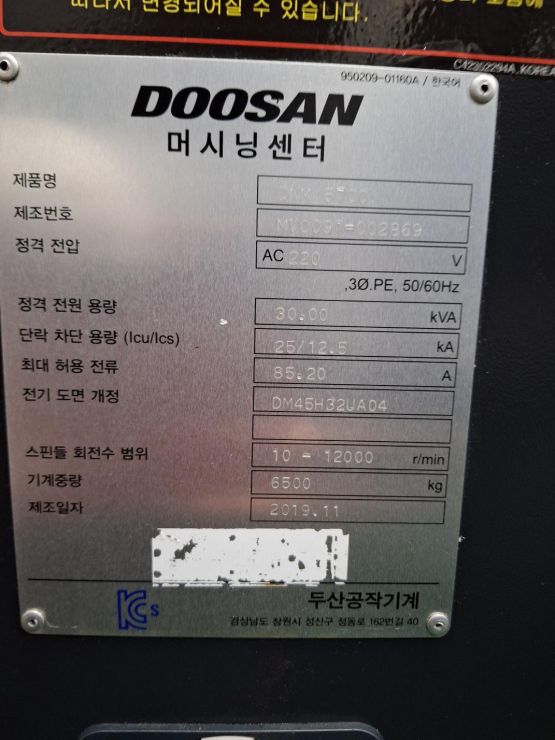 따라서 변경되어질 수 있습니다.
C42352294A_KOREA
950209-01160A / 한국어
DOOSAN
머시닝센터
제품명
제조번호
정격 전압 AC 220 V
,3Ø.PE, 50/60Hz
정격 전원 용량 30.00 kVA
단락 차단 용량 (Icu/Ics) 25/12.5 kA
최대 허용 전류 85.20 A
전기 도면 개정 DM45H32UA04
스핀들 회전수 범위 10 - 12000 r/min
기계중량 6500 kg
제조일자 2019.11
두산공작기계
KCs
경상남도 창원시 성산구 정동로 162번길 40